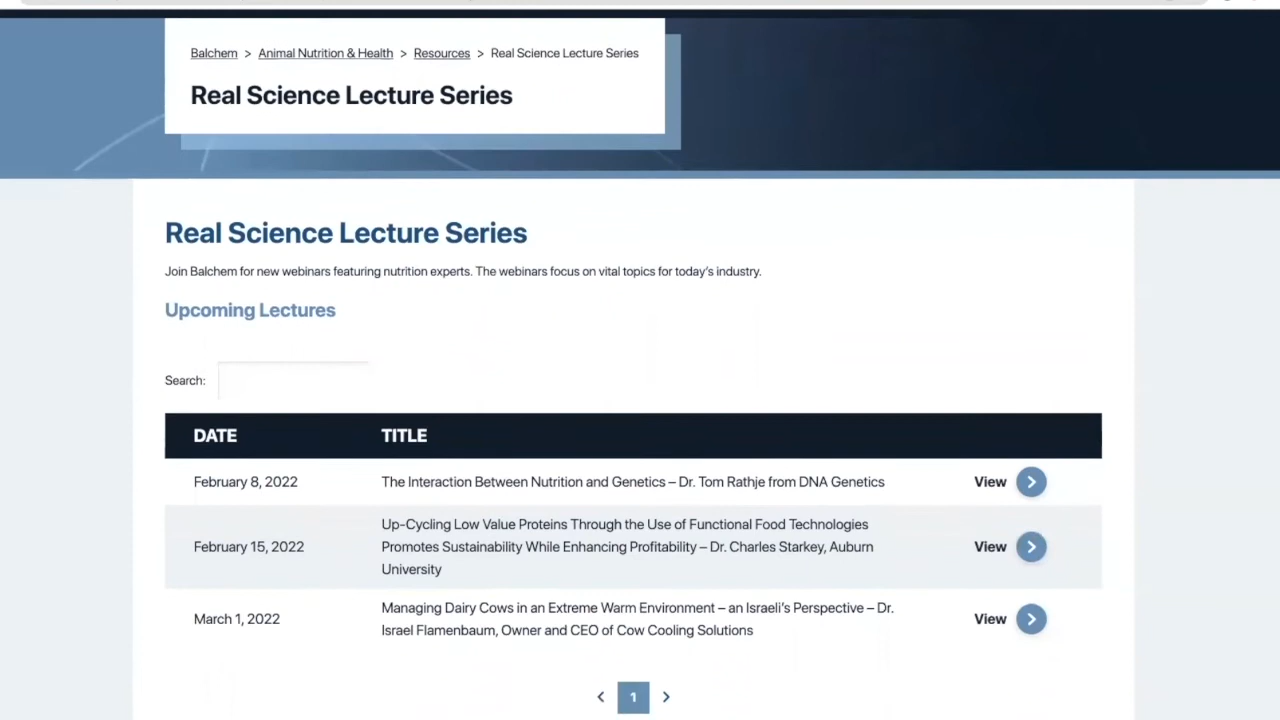 Balchem > Animal Nutrition & Health > Resources > Real Science Lecture Series
Real Science Lecture Series
Real Science Lecture Series
Join Balchem for new webinars featuring nutrition experts. The webinars focus on vital topics for today's industry.
Upcoming Lectures
Search:
DATE TITLE
February 8, 2022 The Interaction Between Nutrition and Genetics – Dr. Tom Rathje from DNA Genetics View
Up-Cycling Low Value Proteins Through the Use of Functional Food Technologies
February 15, 2022 Promotes Sustainability While Enhancing Profitability – Dr. Charles Starkey, Auburn View
University
Managing Dairy Cows in an Extreme Warm Environment – an Israeli's Perspective – Dr.
March 1, 2022 View
Israel Flamenbaum, Owner and CEO of Cow Cooling Solutions
< 1 >